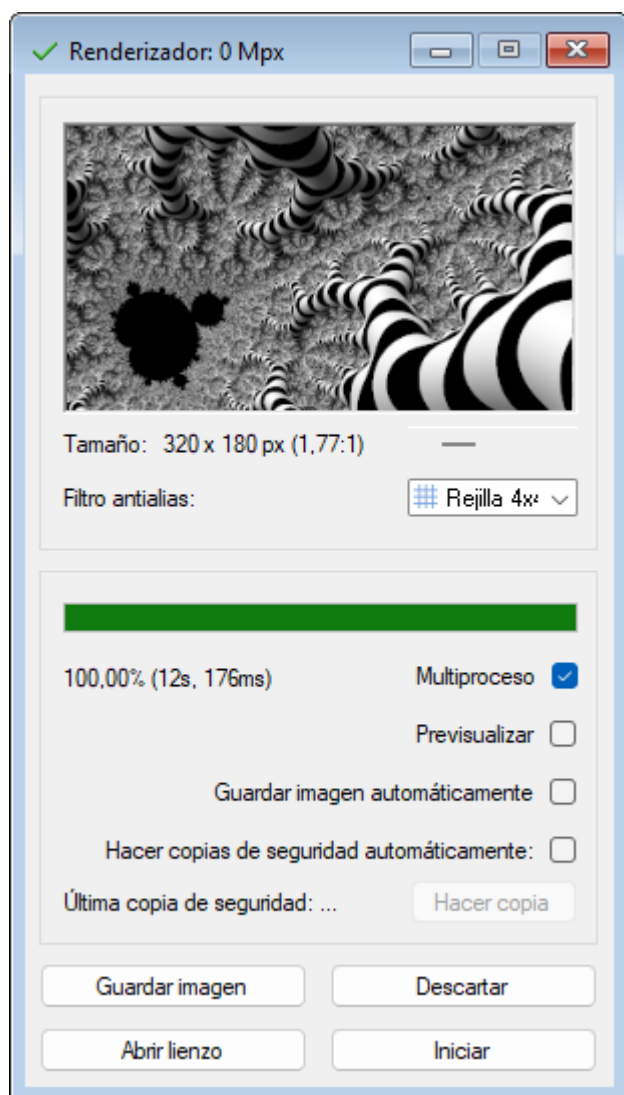 Renderizador: 0 Mpx
Tamaño: 320 x 180 px (1,77:1)
Filtro antialias: Rejilla 4x
100,00% (12s, 176ms) Multiproceso
Previsualizar
Guardar imagen automáticamente
Hacer copias de seguridad automáticamente:
Última copia de seguridad: ... Hacer copia
Guardar imagen Descartar
Abrir lienzo Iniciar